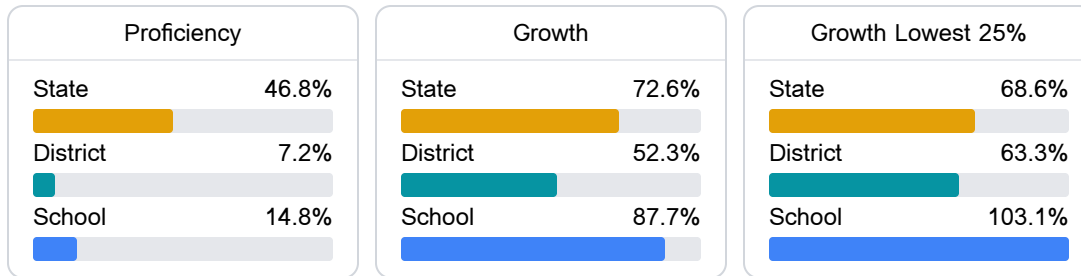 Proficiency
State 46.8%
District 7.2%
School 14.8%
Growth
State 72.6%
District 52.3%
School 87.7%
Growth Lowest 25%
State 68.6%
District 63.3%
School 103.1%